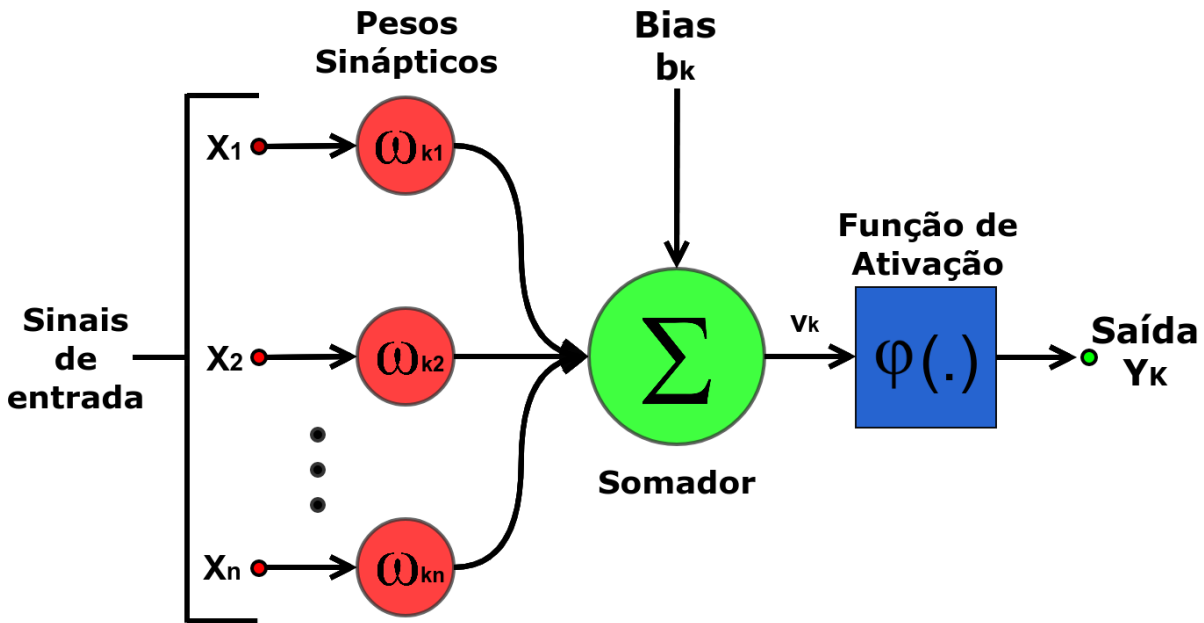 Pesos
Sinápticos
Bias
bk
X1
ωk1
Função de
Ativação
Sinais
de
entrada
X2
ωk2
Σ
vk
φ(.)
Saída
YK
Somador
Xn
ωkn